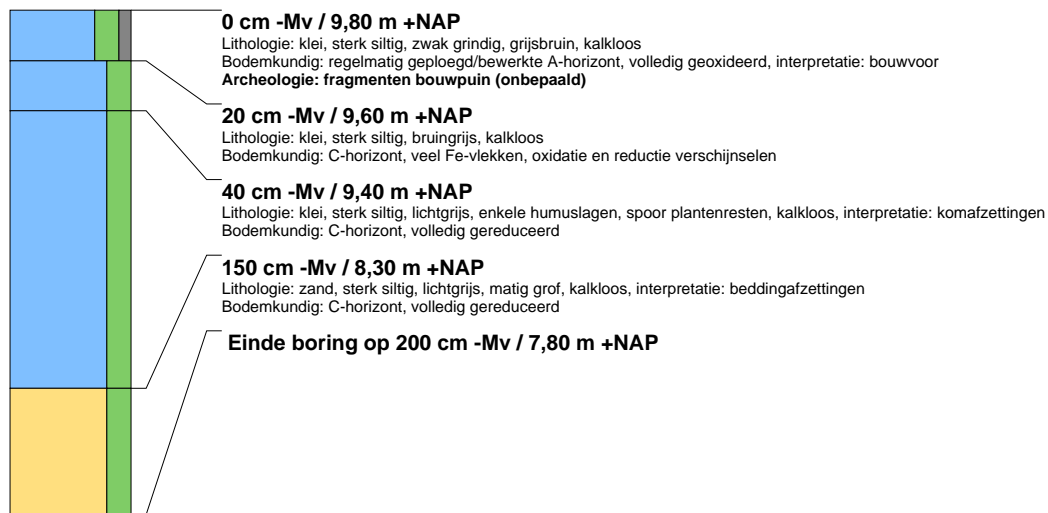 0 cm -Mv / 9,80 m +NAP
Lithologie: klei, sterk siltig, zwak grindig, grijsbruin, kalkloos
Bodemkundig: regelmatig geploegd/bewerkte A-horizont, volledig geoxideerd, interpretatie: bouwvoor
Archeologie: fragmenten bouwpuin (onbepaald)
20 cm -Mv / 9,60 m +NAP
Lithologie: klei, sterk siltig, bruingrijs, kalkloos
Bodemkundig: C-horizont, veel Fe-vlekken, oxidatie en reductie verschijnselen
40 cm -Mv / 9,40 m +NAP
Lithologie: klei, sterk siltig, lichtgrijs, enkele humuslagen, spoor plantenresten, kalkloos, interpretatie: komafzettingen
Bodemkundig: C-horizont, volledig gereduceerd
150 cm -Mv / 8,30 m +NAP
Lithologie: zand, sterk siltig, lichtgrijs, matig grof, kalkloos, interpretatie: beddingafzettingen
Bodemkundig: C-horizont, volledig gereduceerd
Einde boring op 200 cm -Mv / 7,80 m +NAP